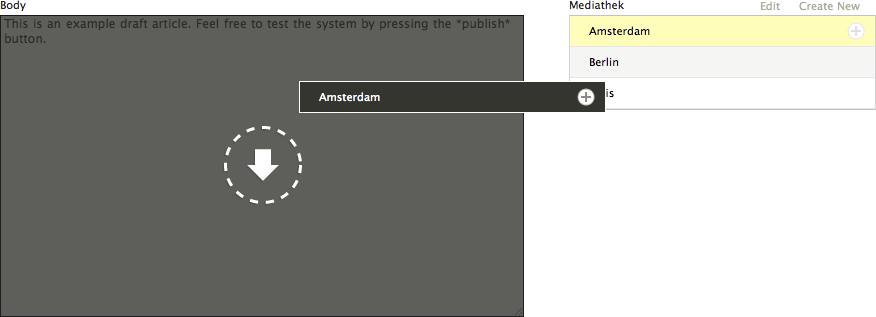 Body
This is an example draft article. Feel free to test the system by pressing the *publish*
button.
Mediathek
Edit
Create New
Amsterdam
Berlin
Amsterdam
is